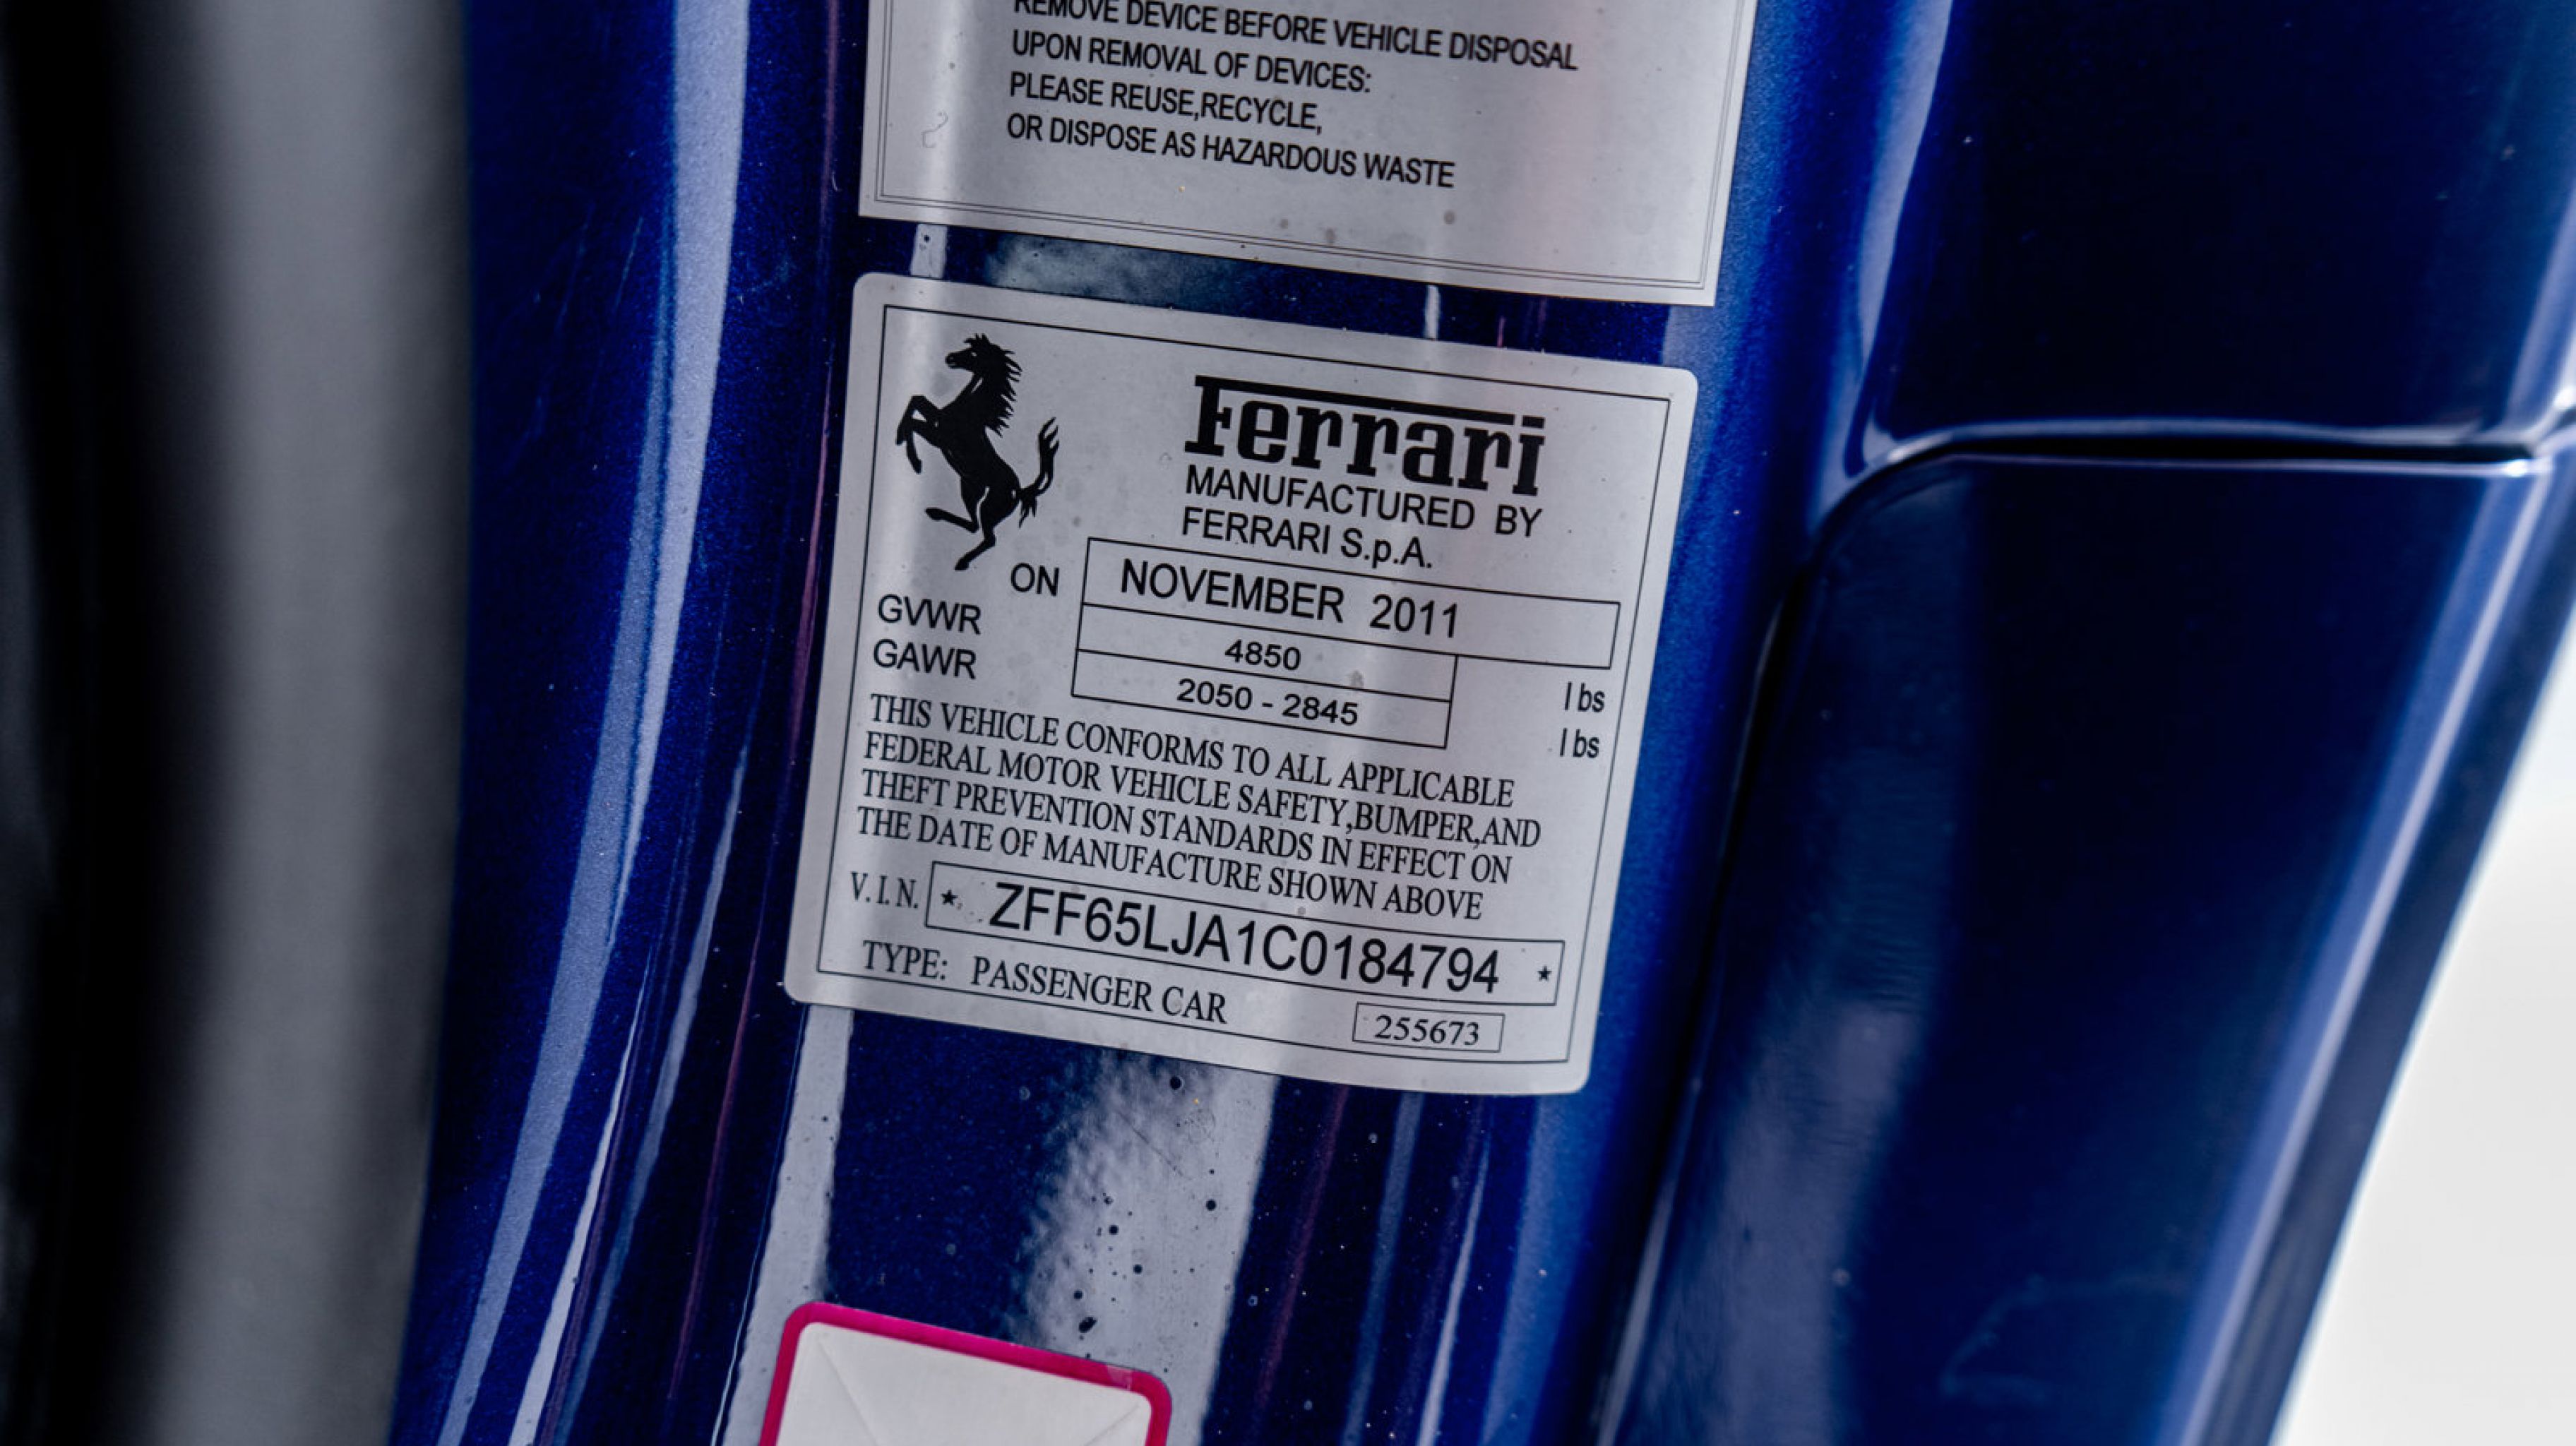 REMOVE DEVICE BEFORE VEHICLE DISPOSAL
UPON REMOVAL OF DEVICES:
PLEASE REUSE,RECYCLE,
OR DISPOSE AS HAZARDOUS WASTE
Ferrari
MANUFACTURED BY
FERRARI S.p.A.
ON NOVEMBER 2011
GVWR 4850 lbs
GAWR 2050 - 2845 lbs
THIS VEHICLE CONFORMS TO ALL APPLICABLE
FEDERAL MOTOR VEHICLE SAFETY,BUMPER,AND
THEFT PREVENTION STANDARDS IN EFFECT ON
THE DATE OF MANUFACTURE SHOWN ABOVE
V.I.N. * ZFF65LJA1C0184794 *
TYPE: PASSENGER CAR 255673